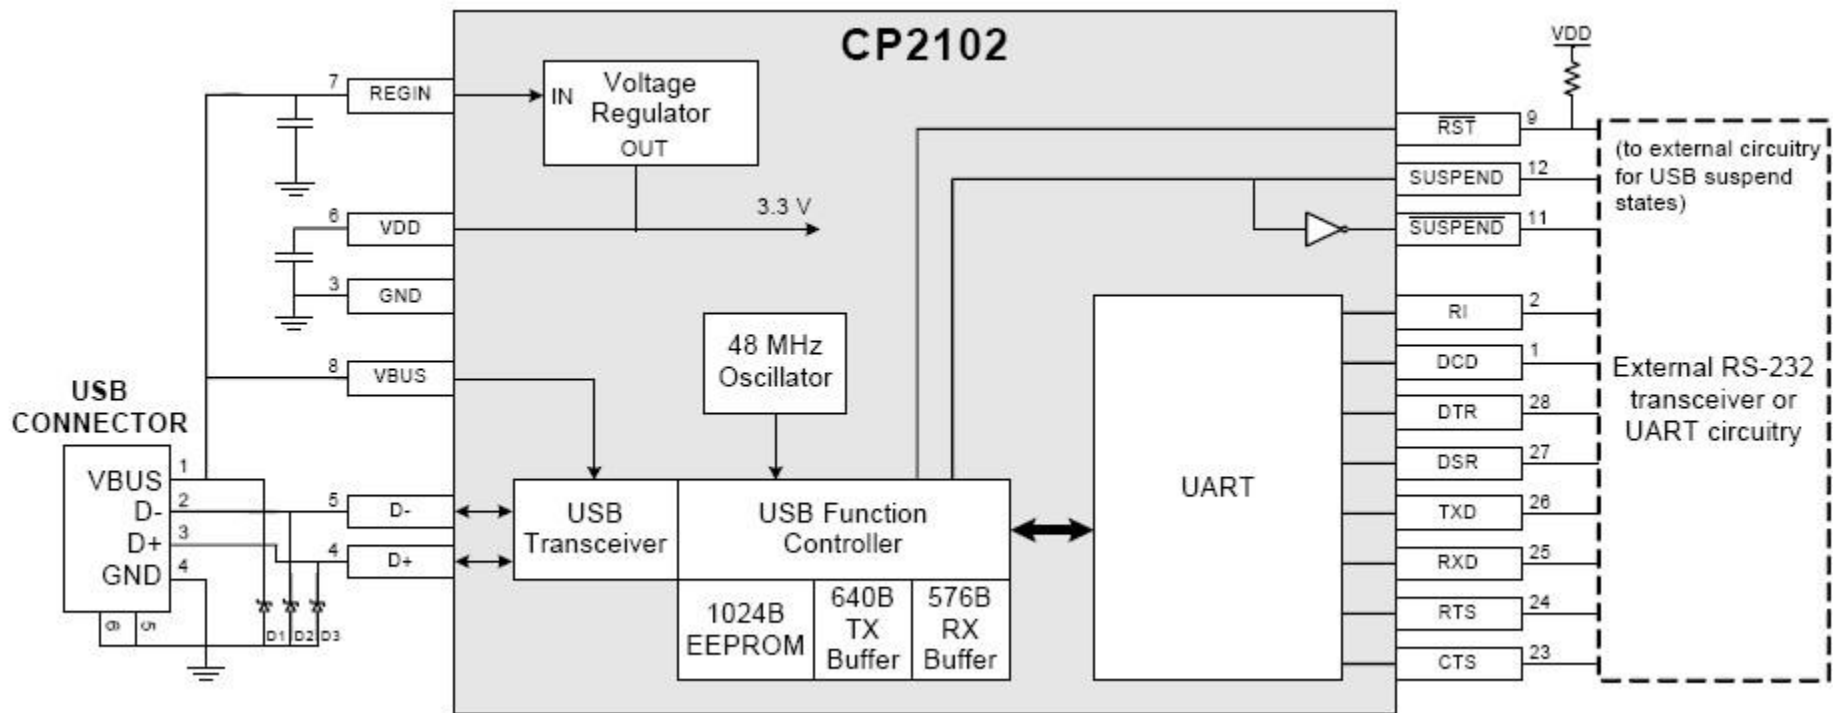 CP2102
7
REGIN
IN
Voltage
Regulator
OUT
6
VDD
3.3 V
3
GND
8
VBUS
48 MHz
Oscillator
USB
CONNECTOR
VBUS
1
D-
2
D+
3
GND
4
6
5
D1
D2
D3
5
D-
4
D+
USB
Transceiver
USB Function
Controller
1024B
EEPROM
640B
TX
Buffer
576B
RX
Buffer
UART
VDD
RST
9
SUSPEND
12
SUSPEND
11
RI
2
DCD
1
DTR
28
DSR
27
TXD
26
RXD
25
RTS
24
CTS
23
(to external circuitry
for USB suspend
states)
External RS-232
transceiver or
UART circuitry